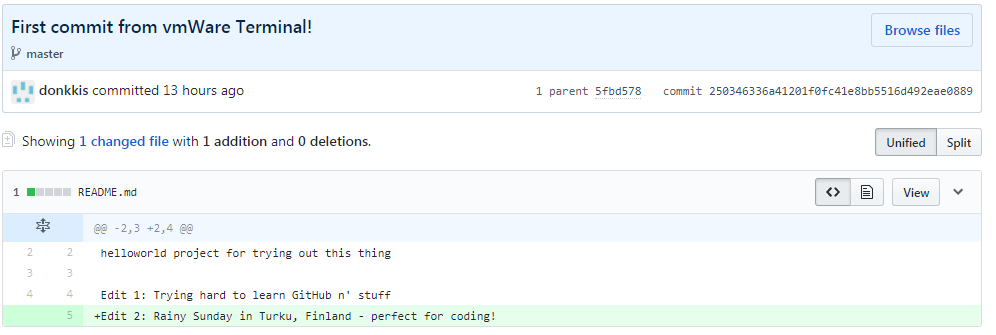 First commit from vmWare Terminal!
Browse files
master
donkkis committed 13 hours ago
1 parent 5fbd578 commit 250346336a41201f0fc41e8bb5516d492eae0889
Showing 1 changed file with 1 addition and 0 deletions.
Unified Split
1 README.md
<> View
@@ -2,3 +2,4 @@
2 2 helloworld project for trying out this thing
3 3
4 4 Edit 1: Trying hard to learn GitHub n' stuff
5 +Edit 2: Rainy Sunday in Turku, Finland - perfect for coding!